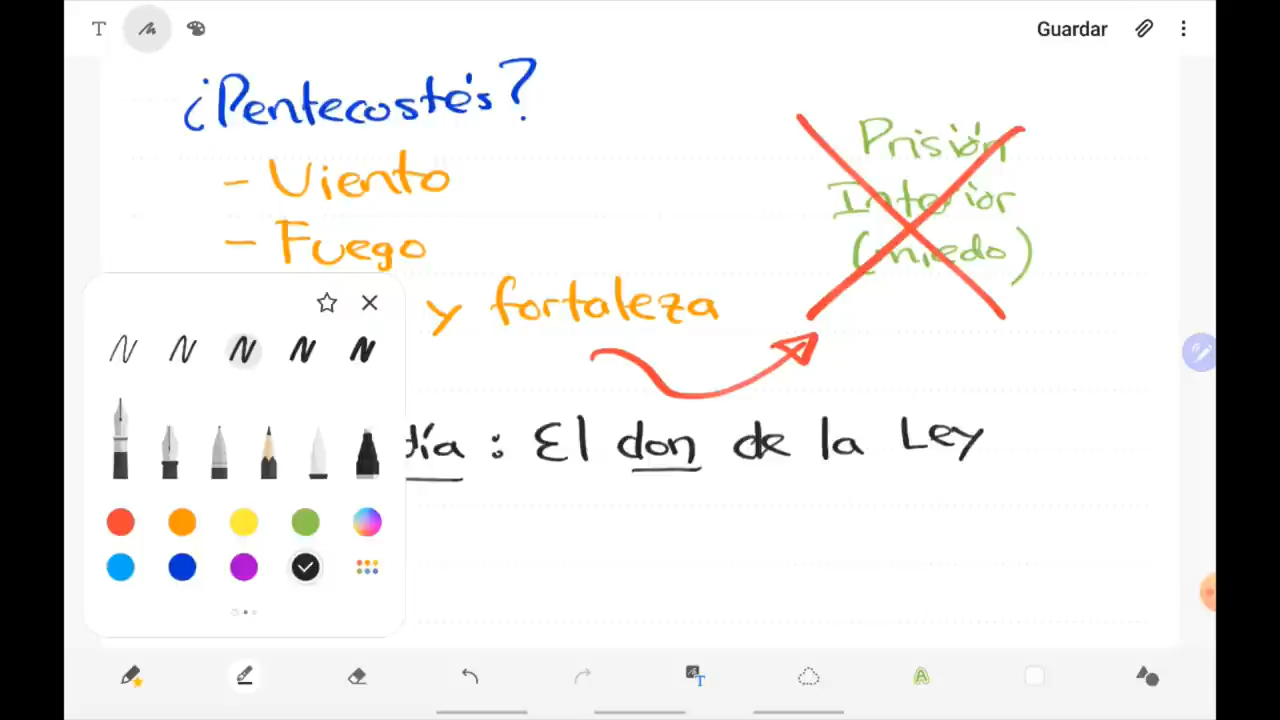 T
Guardar
¿Pentecostés?
- Viento
- Fuego
y fortaleza
Prisión
Interior
(miedo)
día : El don de la Ley
T
A